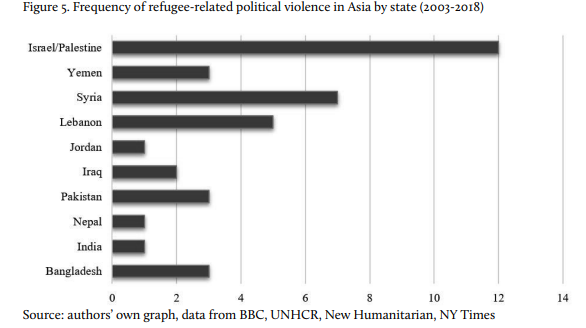 Figure 5. Frequency of refugee-related political violence in Asia by state (2003-2018)
Israel/Palestine
Yemen
Syria
Lebanon
Jordan
Iraq
Pakistan
Nepal
India
Bangladesh
0 2 4 6 8 10 12 14
Source: authors' own graph, data from BBC, UNHCR, New Humanitarian, NY Times